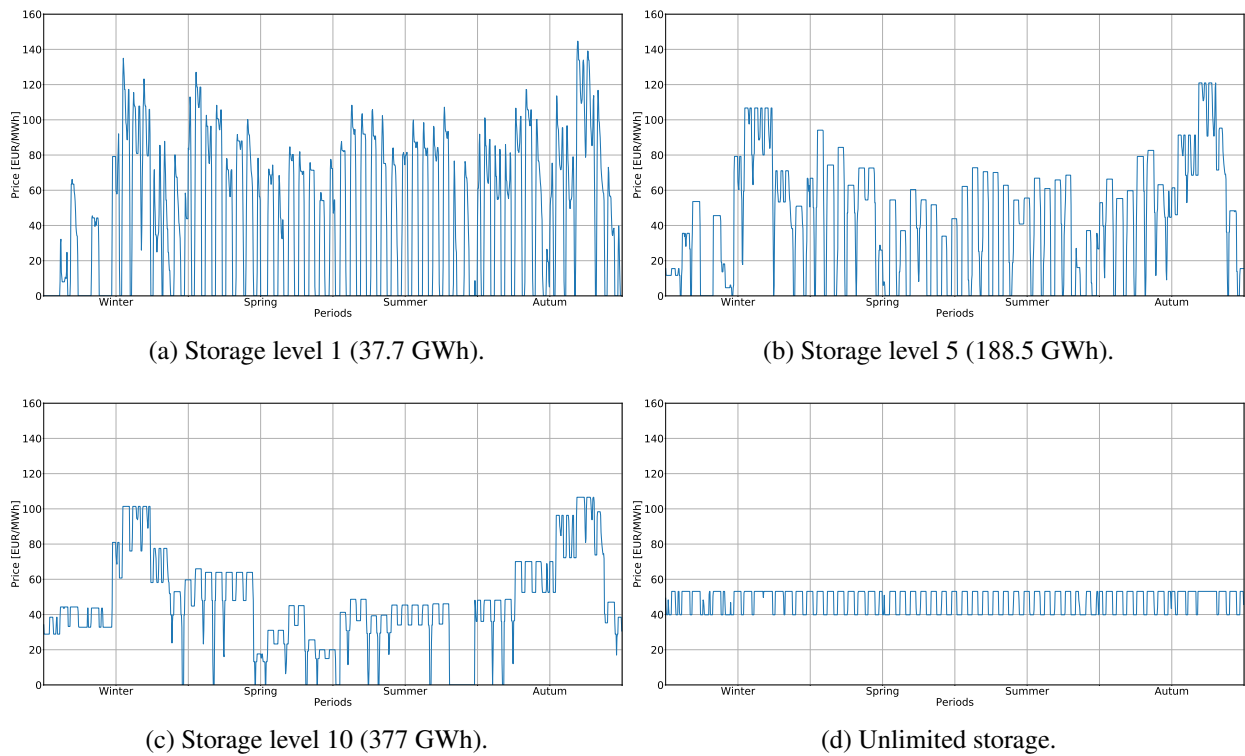 160
140
120
100
80
60
40
20
0
Price [EUR/MWh]
Winter Spring Summer Autum
Periods
(a) Storage level 1 (37.7 GWh).
160
140
120
100
80
60
40
20
0
Price [EUR/MWh]
Winter Spring Summer Autum
Periods
(b) Storage level 5 (188.5 GWh).
160
140
120
100
80
60
40
20
0
Price [EUR/MWh]
Winter Spring Summer Autum
Periods
(c) Storage level 10 (377 GWh).
160
140
120
100
80
60
40
20
0
Price [EUR/MWh]
Winter Spring Summer Autum
Periods
(d) Unlimited storage.